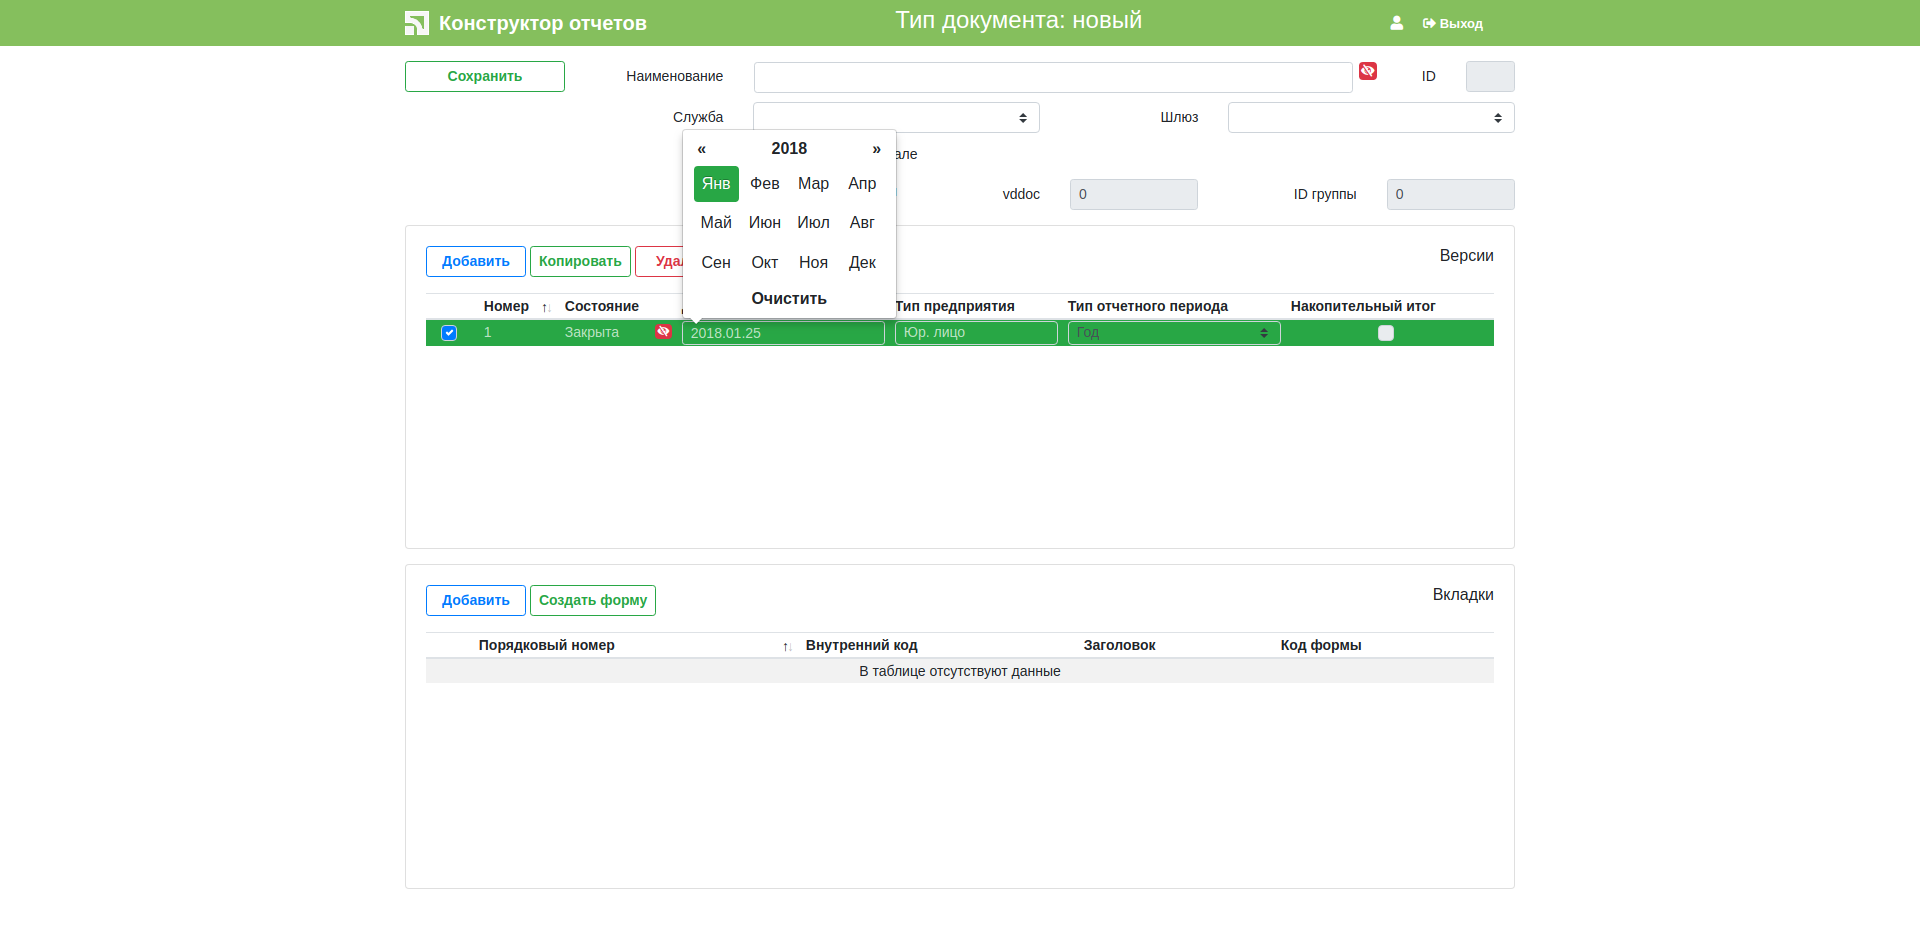 Конструктор отчетов
Тип документа: новый
Выход
Сохранить
Наименование
ID
Служба
Шлюз
« 2018 »
Янв Фев Мар Апр
Май Июн Июл Авг
Сен Окт Ноя Дек
Очистить
vddoc
0
ID группы
0
Добавить
Копировать
Версии
Номер
Состояние
Тип предприятия
Тип отчетного периода
Накопительный итог
1
Закрыта
2018.01.25
Юр. лицо
Год
Добавить
Создать форму
Вкладки
Порядковый номер
Внутренний код
Заголовок
Код формы
В таблице отсутствуют данные